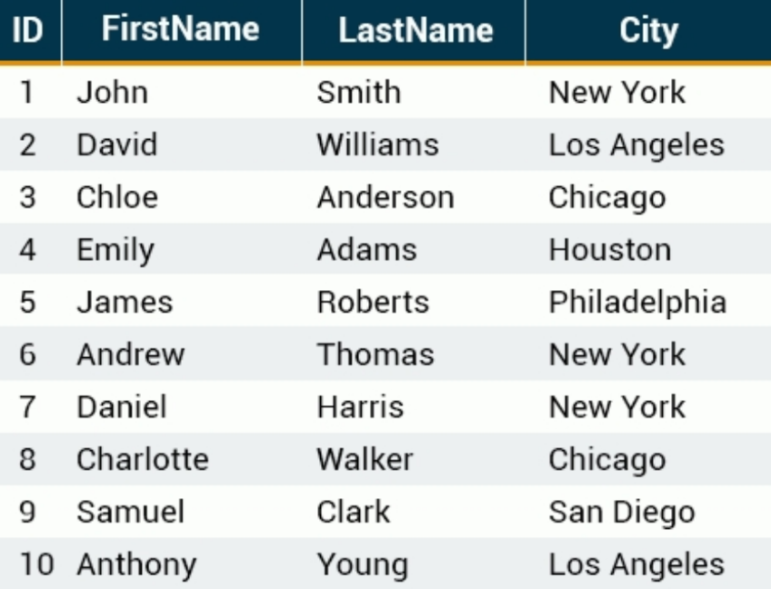 ID FirstName LastName City
1 John Smith New York
2 David Williams Los Angeles
3 Chloe Anderson Chicago
4 Emily Adams Houston
5 James Roberts Philadelphia
6 Andrew Thomas New York
7 Daniel Harris New York
8 Charlotte Walker Chicago
9 Samuel Clark San Diego
10 Anthony Young Los Angeles